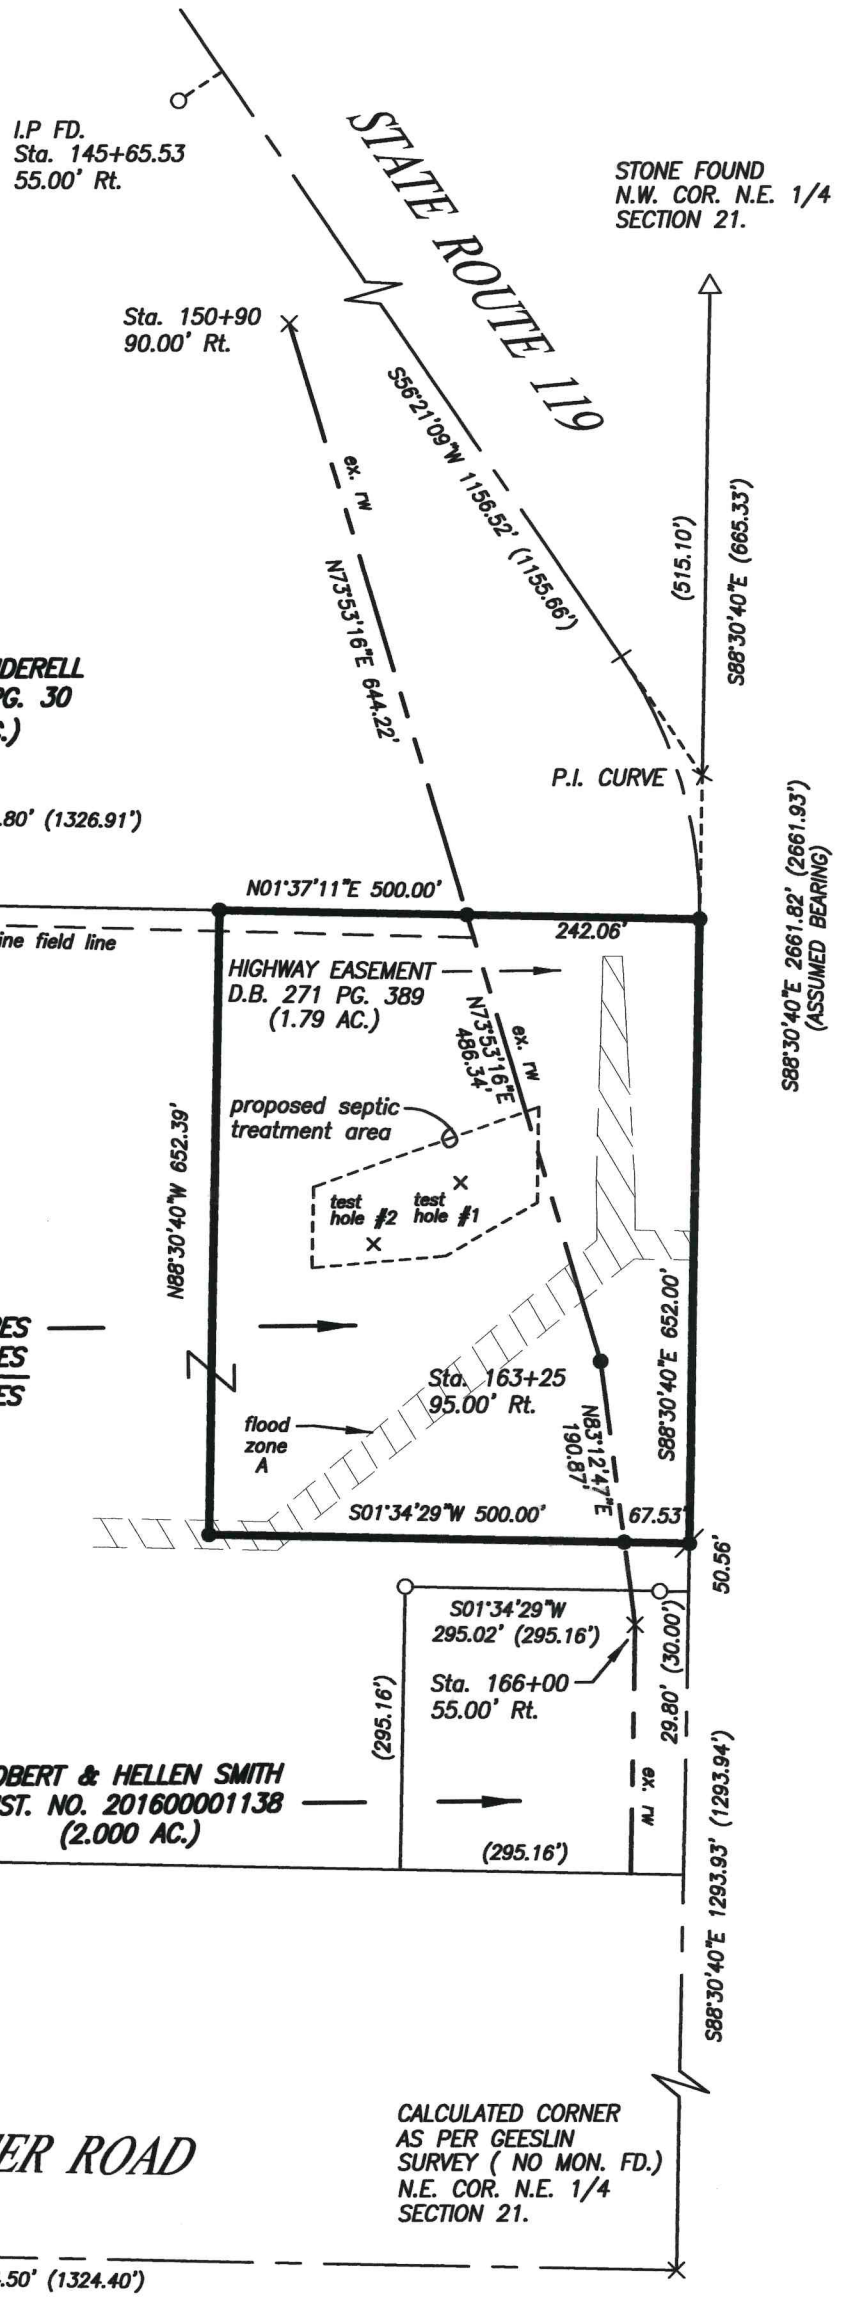 I.P FD.
Sta. 145+65.53
55.00' Rt.
STATE ROUTE 119
STONE FOUND
N.W. COR. N.E. 1/4
SECTION 21.
Sta. 150+90
90.00' Rt.
S56°21'09"W 1156.52' (1155.66')
ex. rw
N73°53'16"E 644.22'
(515.10')
S88°30'40"E (665.33')
DERELL
PG. 30
.)
P.I. CURVE
.80' (1326.91')
S88°30'40"E 2661.82' (2661.93')
(ASSUMED BEARING)
N01°37'11"E 500.00'
242.06'
ine field line
HIGHWAY EASEMENT
D.B. 271 PG. 389
(1.79 AC.)
ex. rw
N73°53'16"E
486.34'
proposed septic
treatment area
test
hole #2
test
hole #1
N88°30'40"W 652.39'
S88°30'40"E 652.00'
RES
ES
ES
Sta. 163+25
95.00' Rt.
flood
zone
A
N83°12'47"E
190.87'
S01°34'29"W 500.00'
67.53'
50.56'
S01°34'29"W
295.02' (295.16')
29.80' (30.00')
Sta. 166+00
55.00' Rt.
(295.16')
ex. rw
OBERT & HELLEN SMITH
ST. NO. 201600001138
(2.000 AC.)
(295.16')
S88°30'40"E 1293.93' (1293.94')
CALCULATED CORNER
AS PER GEESLIN
SURVEY ( NO MON. FD.)
N.E. COR. N.E. 1/4
SECTION 21.
ER ROAD
.50' (1324.40')